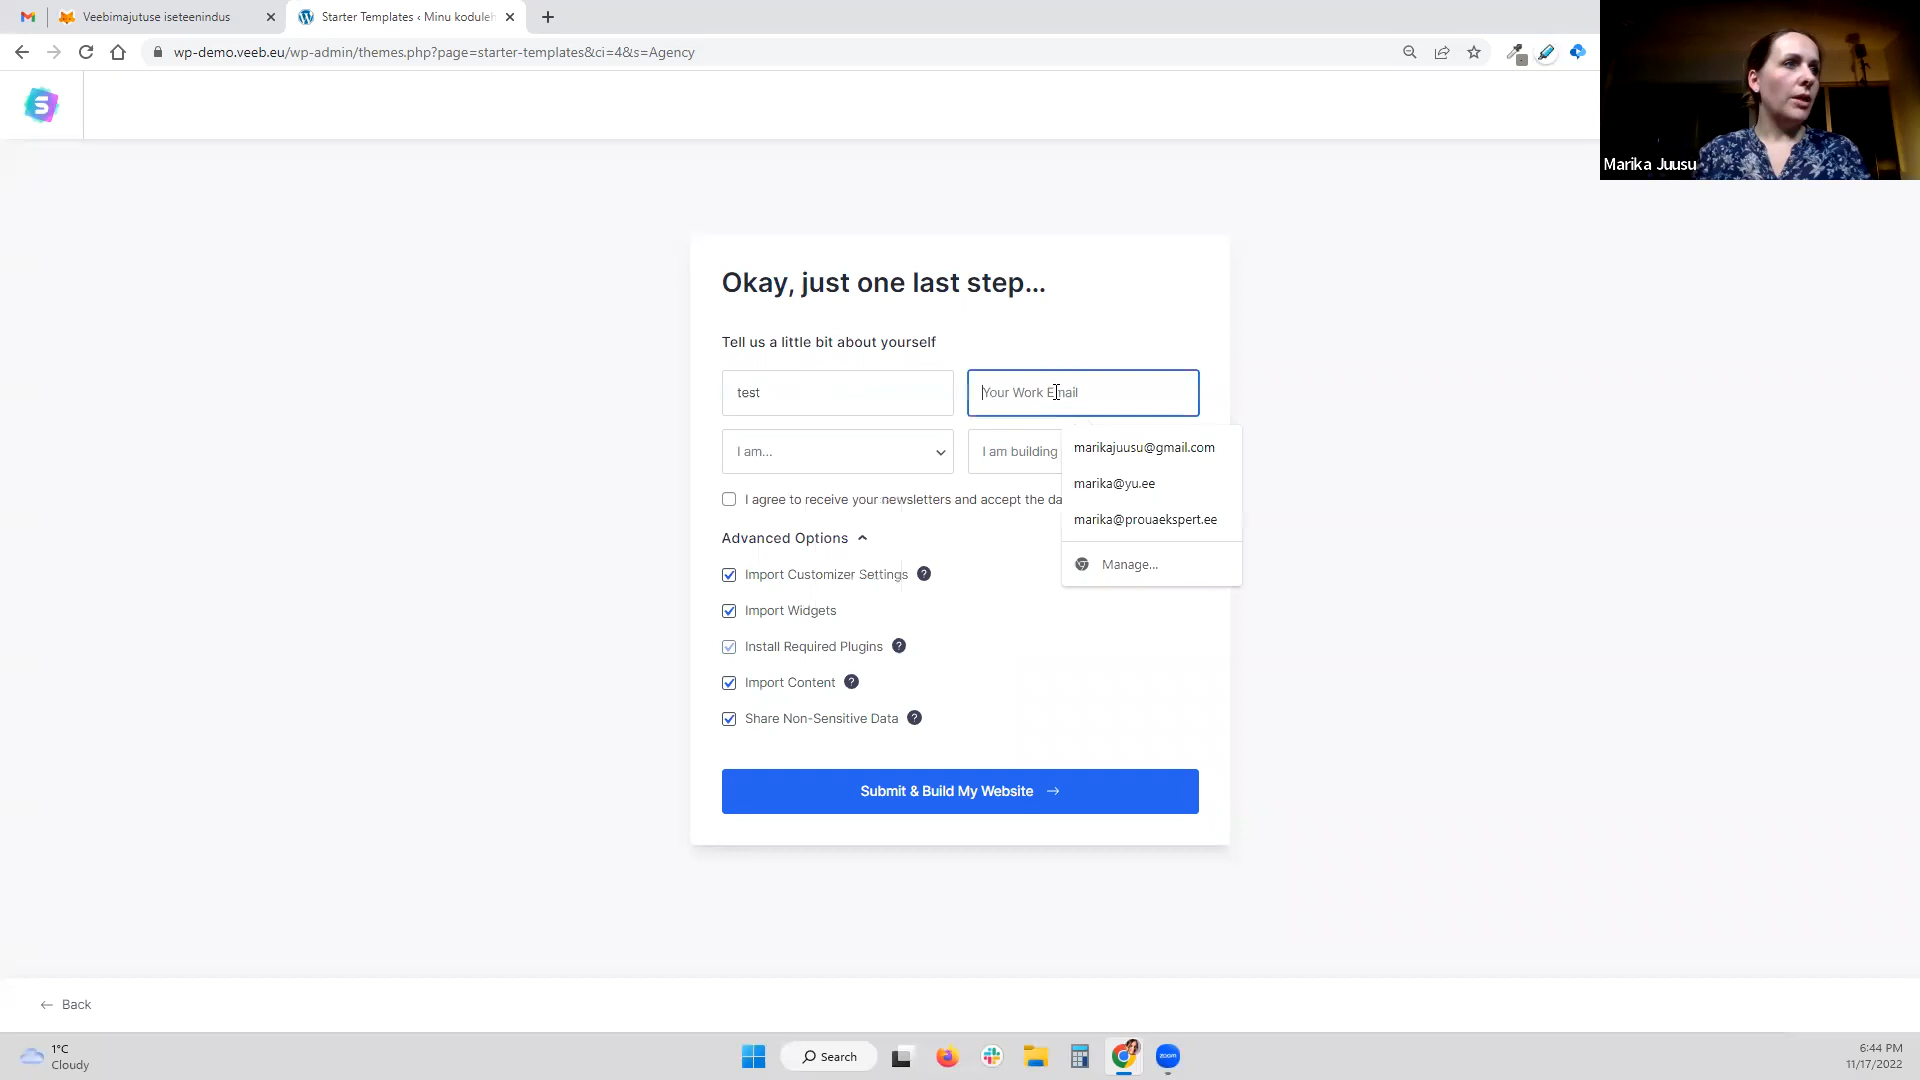 Veebimajutuse iseteenindus
Starter Templates ‹ Minu koduleh
wp-demo.veeb.eu/wp-admin/themes.php?page=starter-templates&ci=4&s=Agency
S
Marika Juusu
Okay, just one last step...
Tell us a little bit about yourself
test
Your Work Email
I am...
I am building
marikajuusu@gmail.com
marika@yu.ee
marika@prouaekspert.ee
Manage...
I agree to receive your newsletters and accept the da
Advanced Options
Import Customizer Settings ?
Import Widgets
Install Required Plugins ?
Import Content ?
Share Non-Sensitive Data ?
Submit & Build My Website →
← Back
1°C
Cloudy
Search
zoom
6:44 PM
11/17/2022